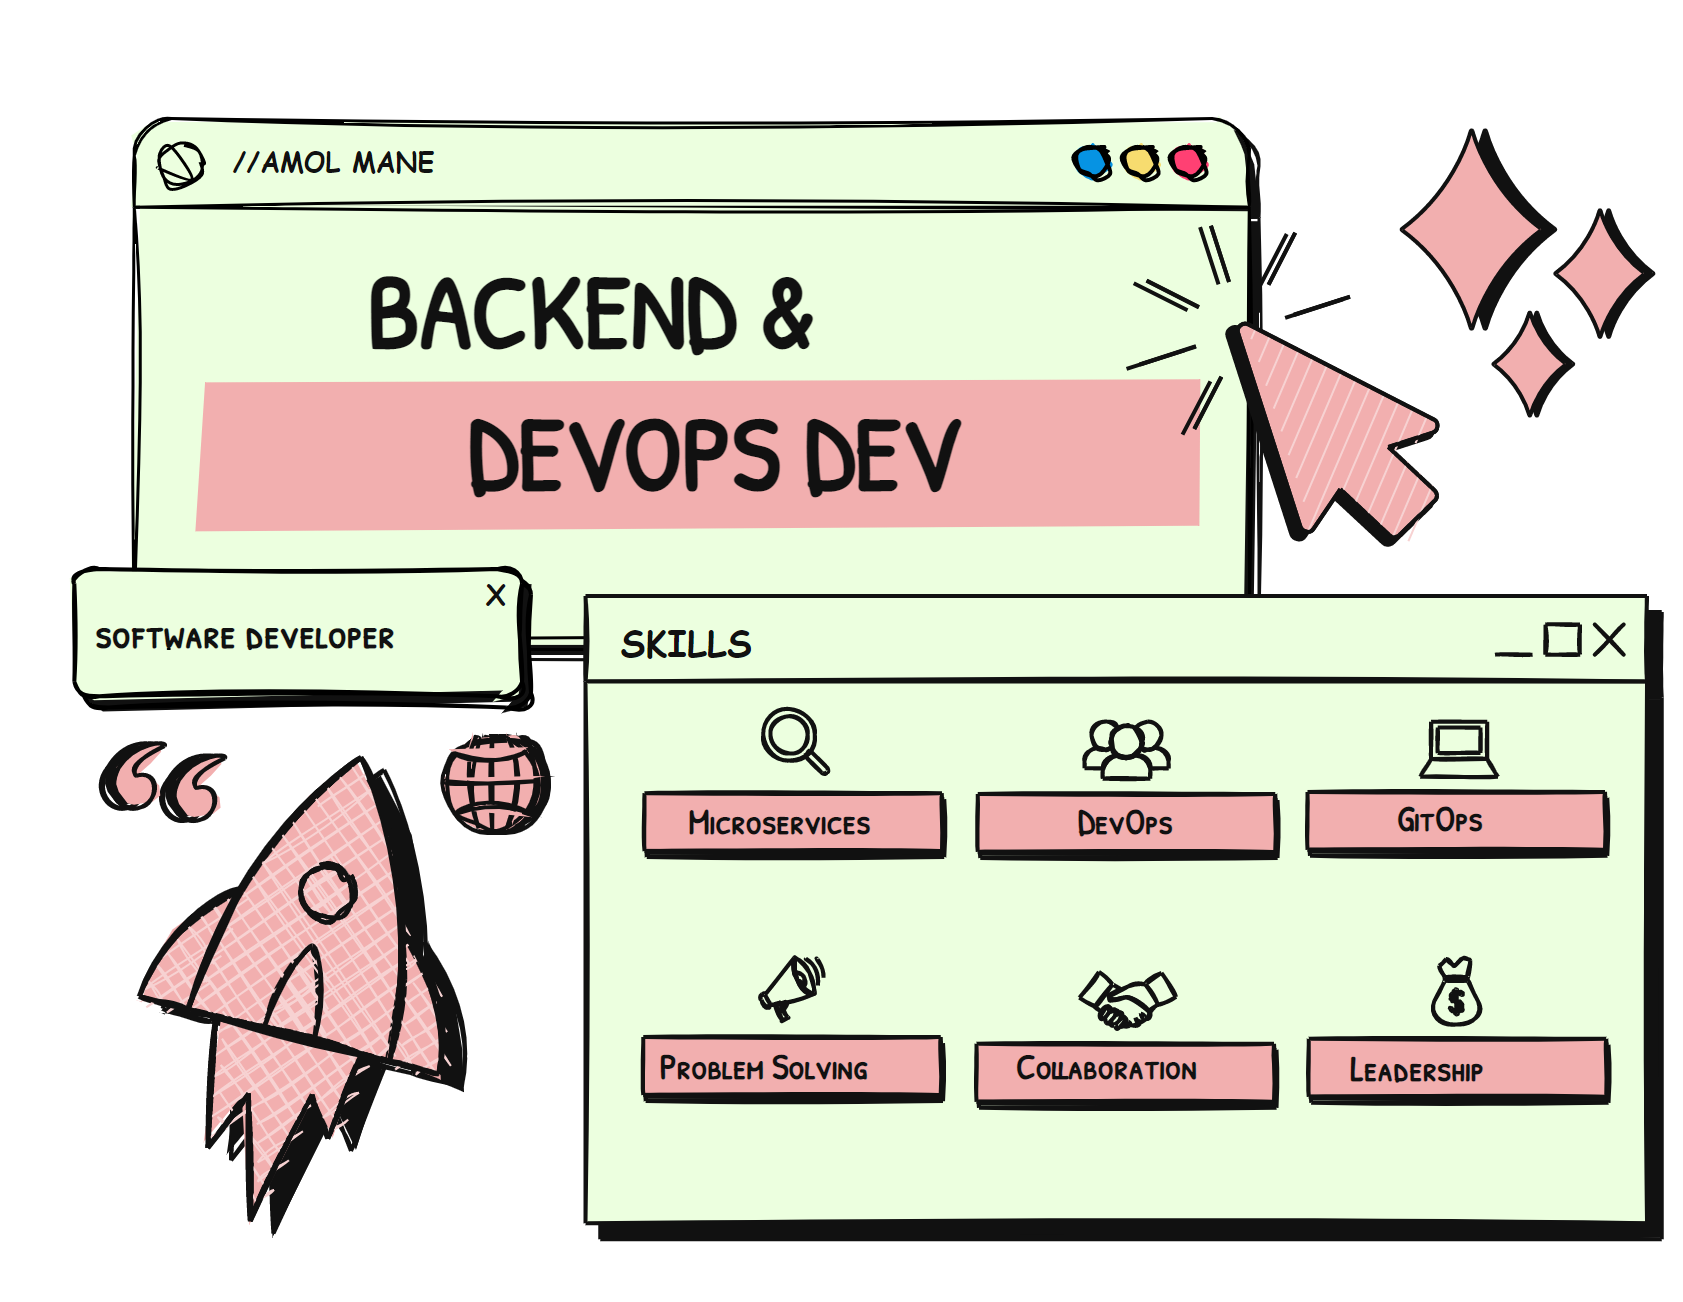 //AMOL MANE
BACKEND &
DEVOPS DEV
X
SOFTWARE DEVELOPER
SKILLS
MICROSERVICES
DEVOPS
GITOPS
$
PROBLEM SOLVING
COLLABORATION
LEADERSHIP